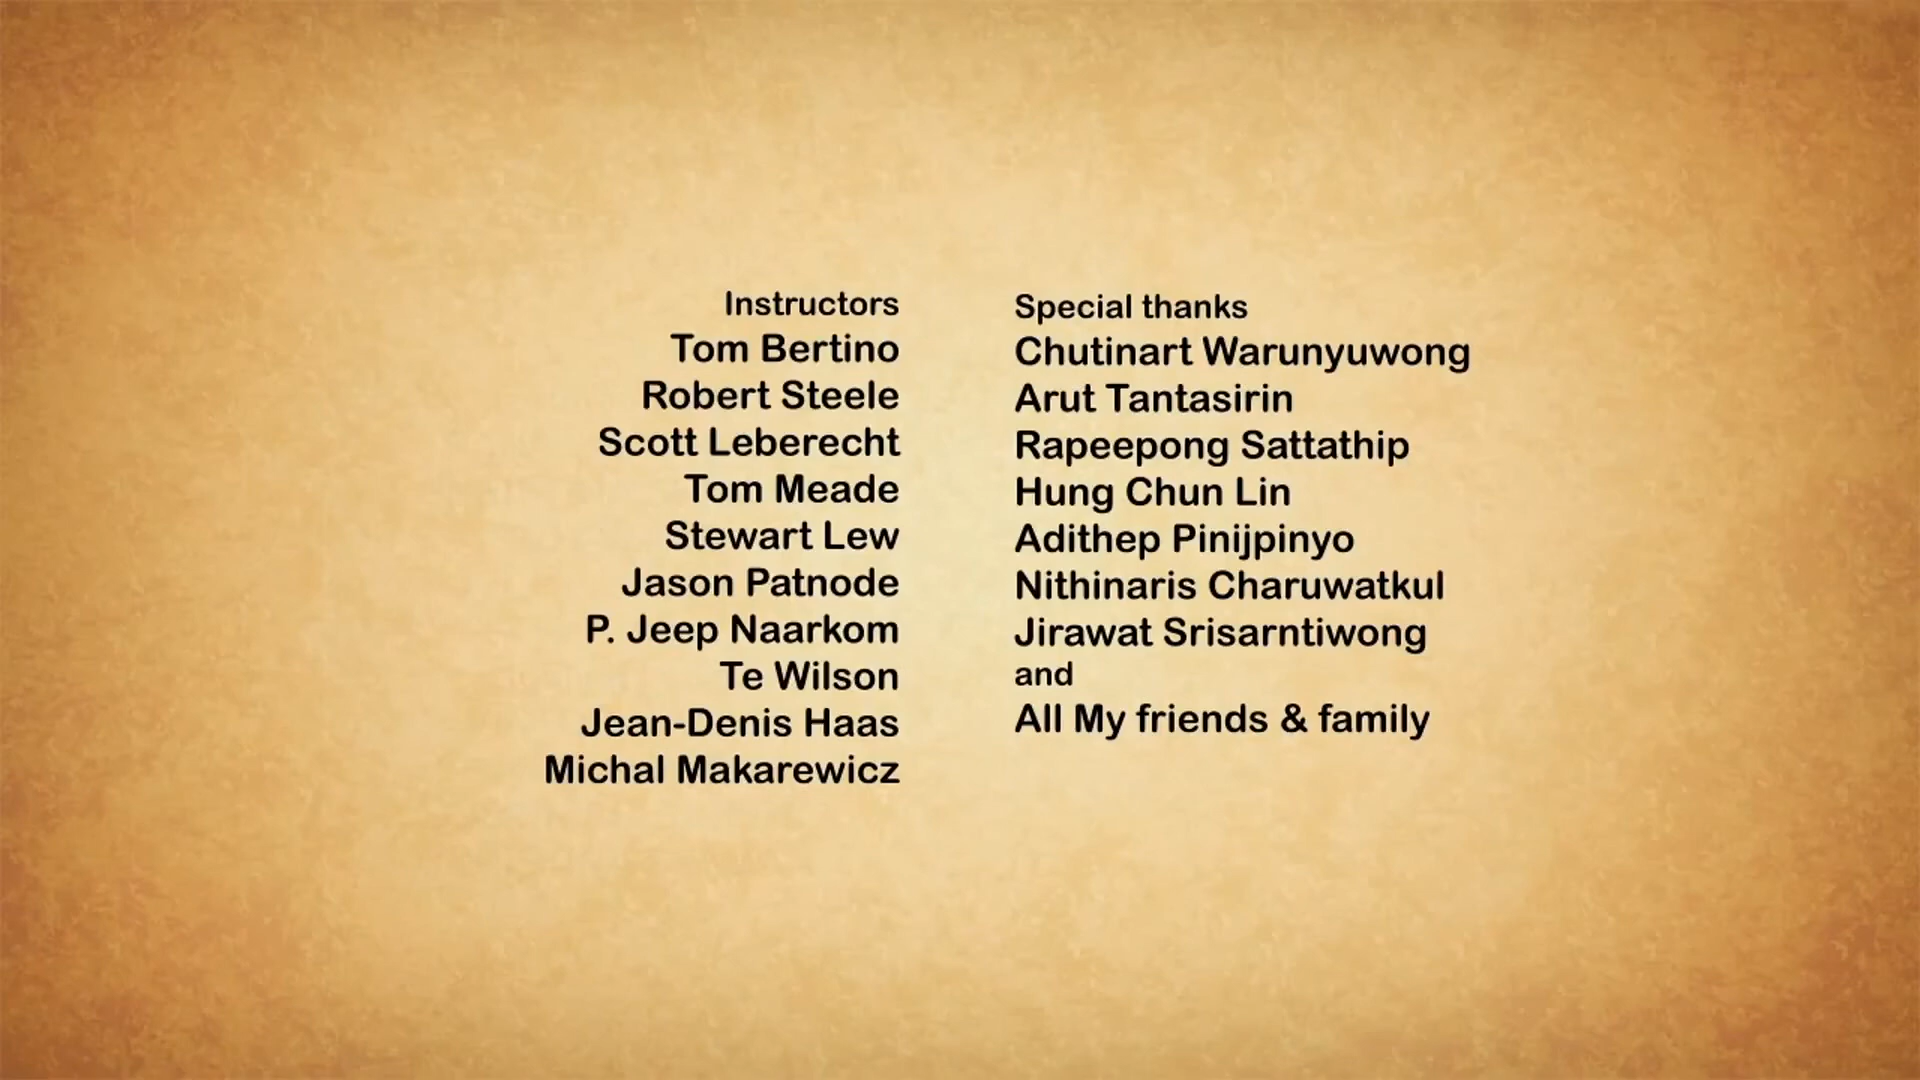 Instructors
Tom Bertino
Robert Steele
Scott Leberecht
Tom Meade
Stewart Lew
Jason Patnode
P. Jeep Naarkom
Te Wilson
Jean-Denis Haas
Michal Makarewicz
Special thanks
Chutinart Warunyuwong
Arut Tantasirin
Rapeepong Sattathip
Hung Chun Lin
Adithep Pinijpinyo
Nithinaris Charuwatkul
Jirawat Srisarntiwong
and
All My friends & family